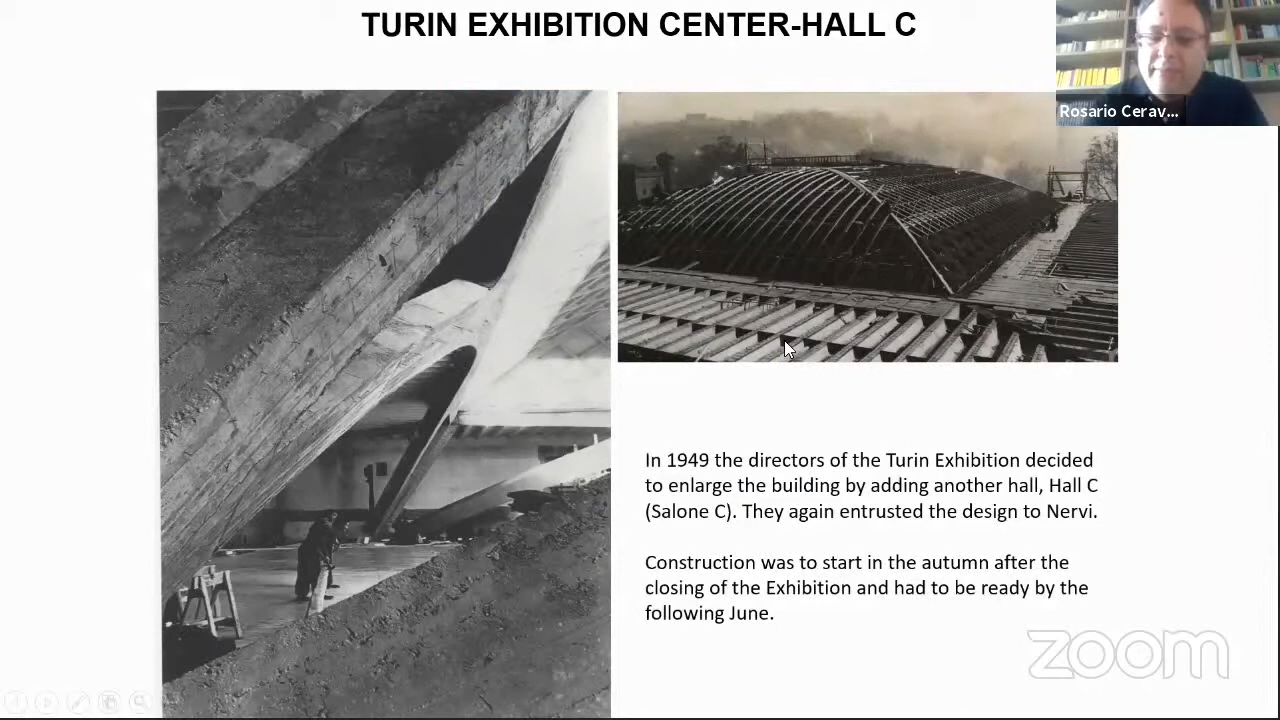 TURIN EXHIBITION CENTER-HALL C
Rosario Cerav...
In 1949 the directors of the Turin Exhibition decided
to enlarge the building by adding another hall, Hall C
(Salone C). They again entrusted the design to Nervi.
Construction was to start in the autumn after the
closing of the Exhibition and had to be ready by the
following June.
zoom